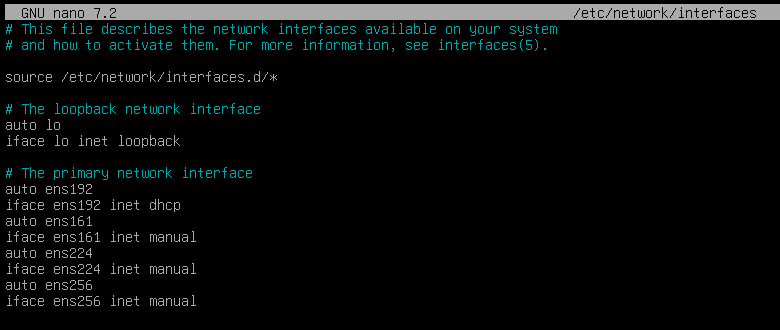 GNU nano 7.2 /etc/network/interfaces
# This file describes the network interfaces available on your system
# and how to activate them. For more information, see interfaces(5).
source /etc/network/interfaces.d/*
# The loopback network interface
auto lo
iface lo inet loopback
# The primary network interface
auto ens192
iface ens192 inet dhcp
auto ens161
iface ens161 inet manual
auto ens224
iface ens224 inet manual
auto ens256
iface ens256 inet manual